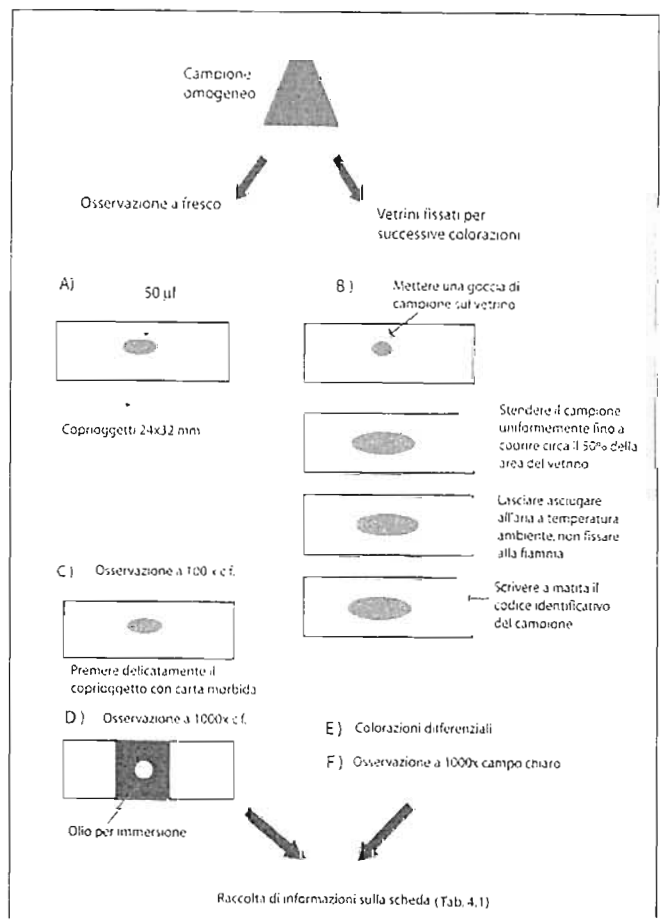 Campione
omogeneo
Osservazione a fresco
Vetrini fissati per
successive colorazioni
A)
50 µl
B)
Mettere una goccia di
campione sul vetrino
Coprioggetti 24x32 mm
Stendere il campione
uniformemente fino a
coprire circa il 50% della
area del vetrino
Lasciare asciugare
all'aria a temperatura
ambiente, non fissare
alla fiamma
C) Osservazione a 100 x c.f.
Scrivere a matita il
codice identificativo
del campione
Premere delicatamente il
coprioggetto con carta morbida
D) Osservazione a 1000x c.f.
Olio per immersione
E) Colorazioni differenziali
F) Osservazione a 1000x campo chiaro
Raccolta di informazioni sulla scheda (Tab. 4.1)